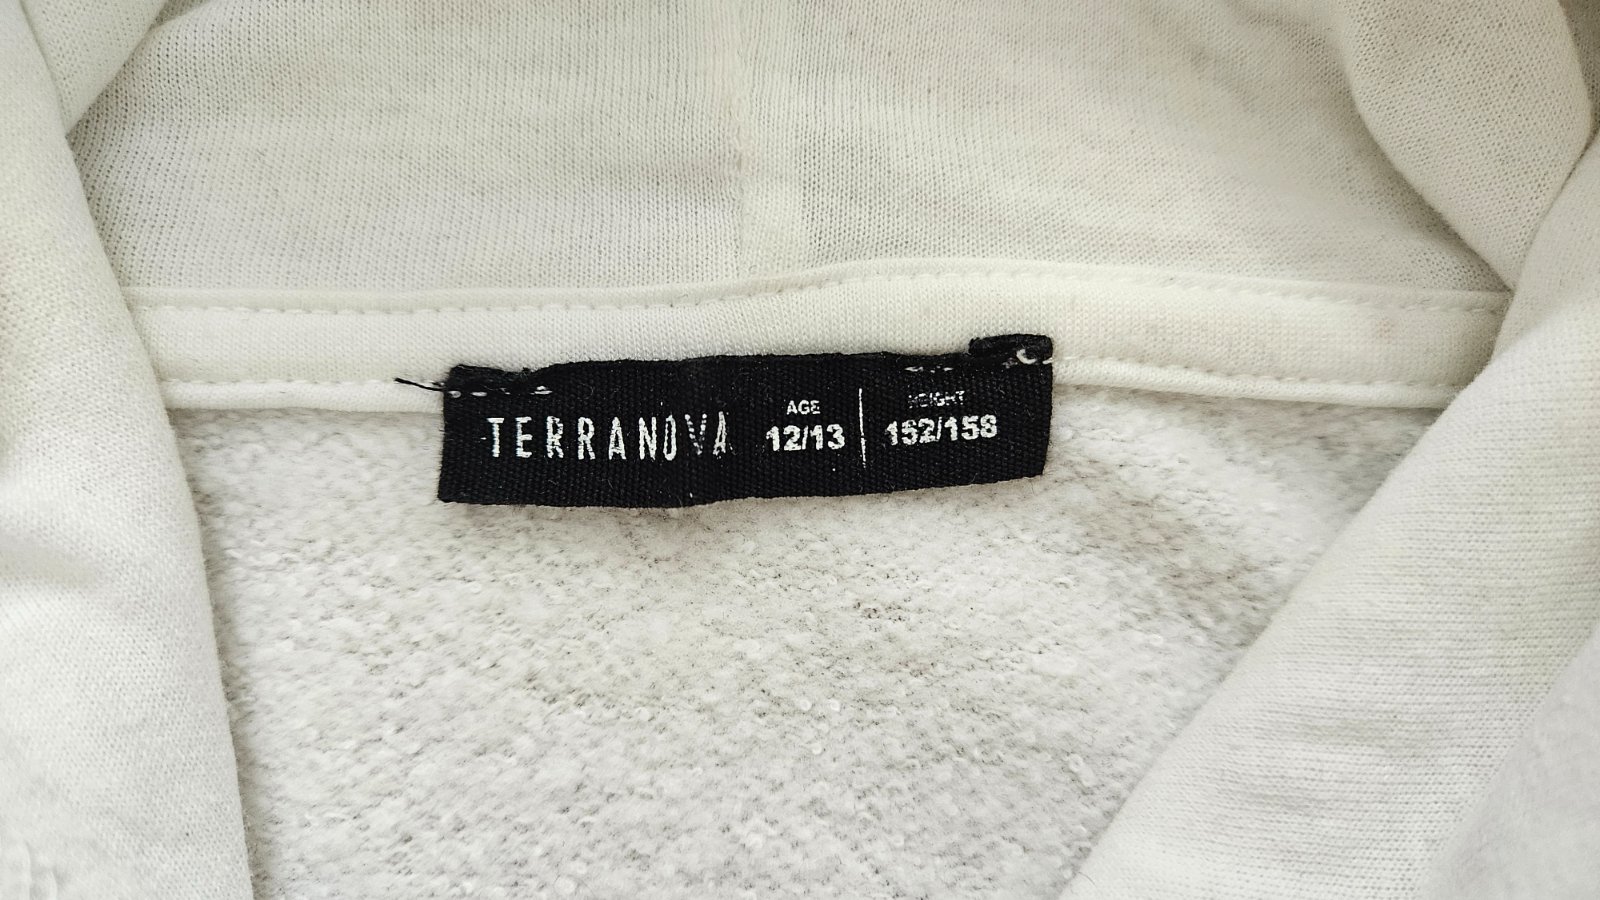 TERRANOVA
AGE
12/13
HEIGHT
152/158